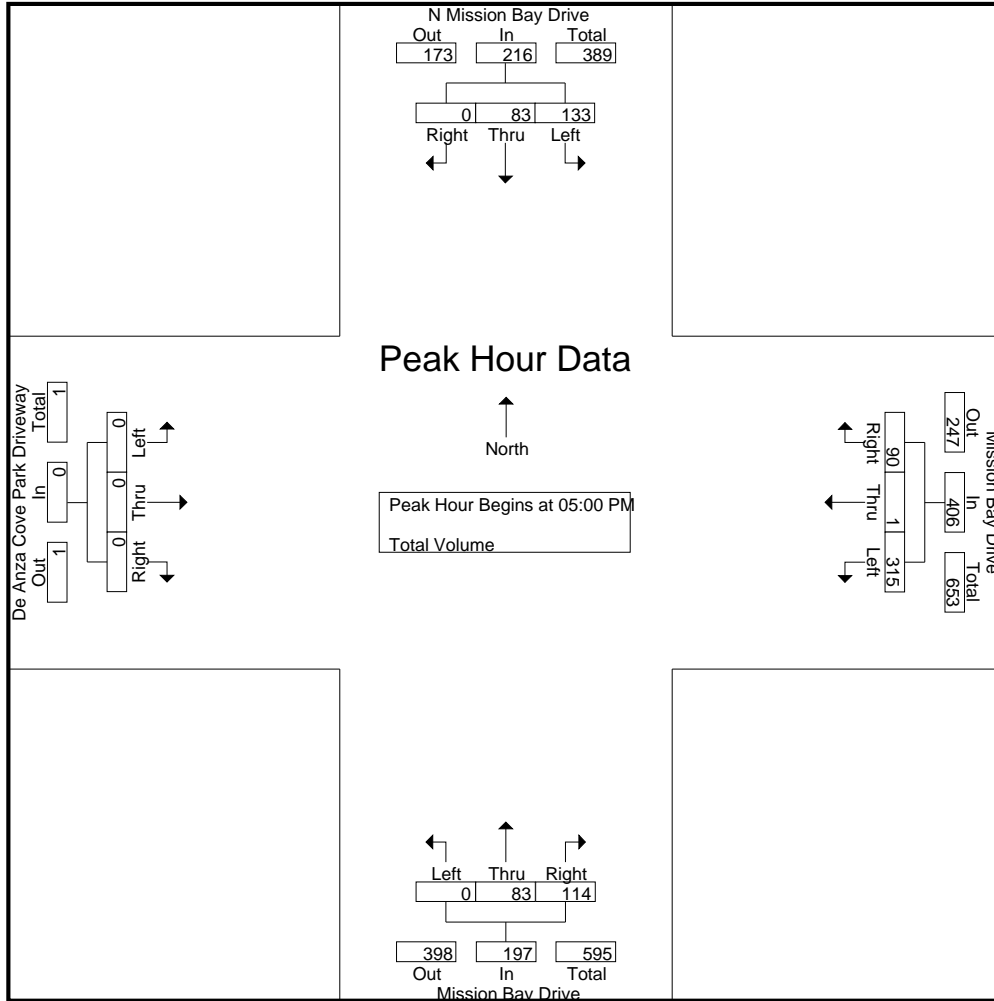 N Mission Bay Drive
Out In Total
173 216 389
0 83 133
Right Thru Left
Peak Hour Data
North
Peak Hour Begins at 05:00 PM
Total Volume
De Anza Cove Park Driveway
Total In Out
1 0 1
0 0 0
Left Thru Right
Mission Bay Drive
Out In Total
247 406 653
90 1 315
Right Thru Left
Left Thru Right
0 83 114
398 197 595
Out In Total
Mission Bay Drive